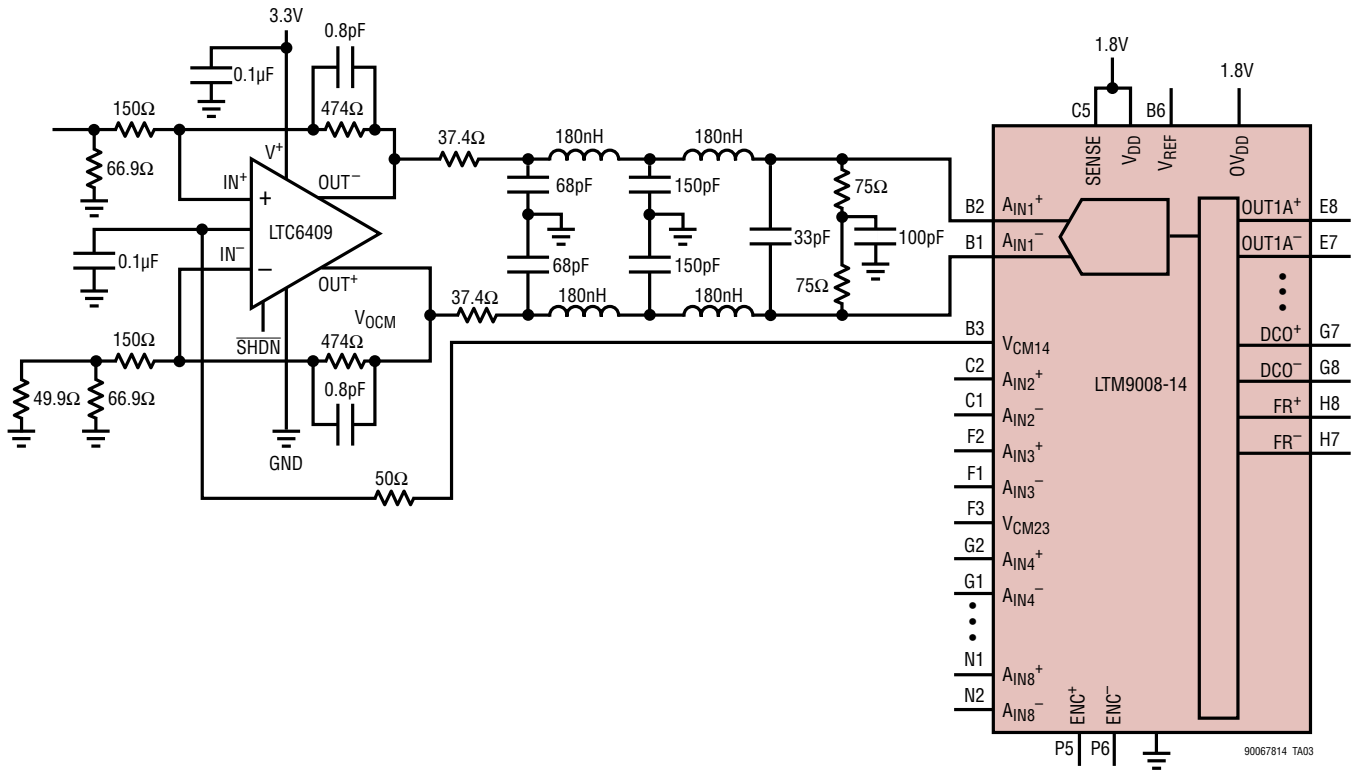 3.3V
0.8pF
0.1µF
150Ω
474Ω
66.9Ω
V+
IN+
+
OUT−
LTC6409
0.1µF
IN−
−
OUT+
VOCM
150Ω
SHDN
474Ω
49.9Ω
66.9Ω
0.8pF
GND
50Ω
37.4Ω
180nH
180nH
68pF
150pF
75Ω
33pF
100pF
68pF
150pF
75Ω
37.4Ω
180nH
180nH
1.8V
1.8V
C5
B6
SENSE
VDD
VREF
OVDD
B2
AIN1+
B1
AIN1−
B3
VCM14
C2
AIN2+
C1
AIN2−
F2
AIN3+
F1
AIN3−
F3
VCM23
G2
AIN4+
G1
AIN4−
N1
AIN8+
N2
AIN8−
LTM9008-14
OUT1A+
E8
OUT1A−
E7
DCO+
G7
DCO−
G8
FR+
H8
FR−
H7
ENC+
ENC−
P5
P6
90067814 TA03